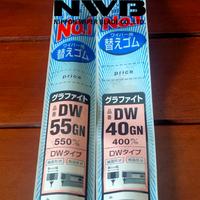 NWB
No.1
ワイパー用
替えゴム
price
グラファイト
品番 DW
55GN
550%
DWタイプ
No.1
ワイパー用
替えゴム
price
グラファイト
品番 DW
40GN
400%
DWタイプ